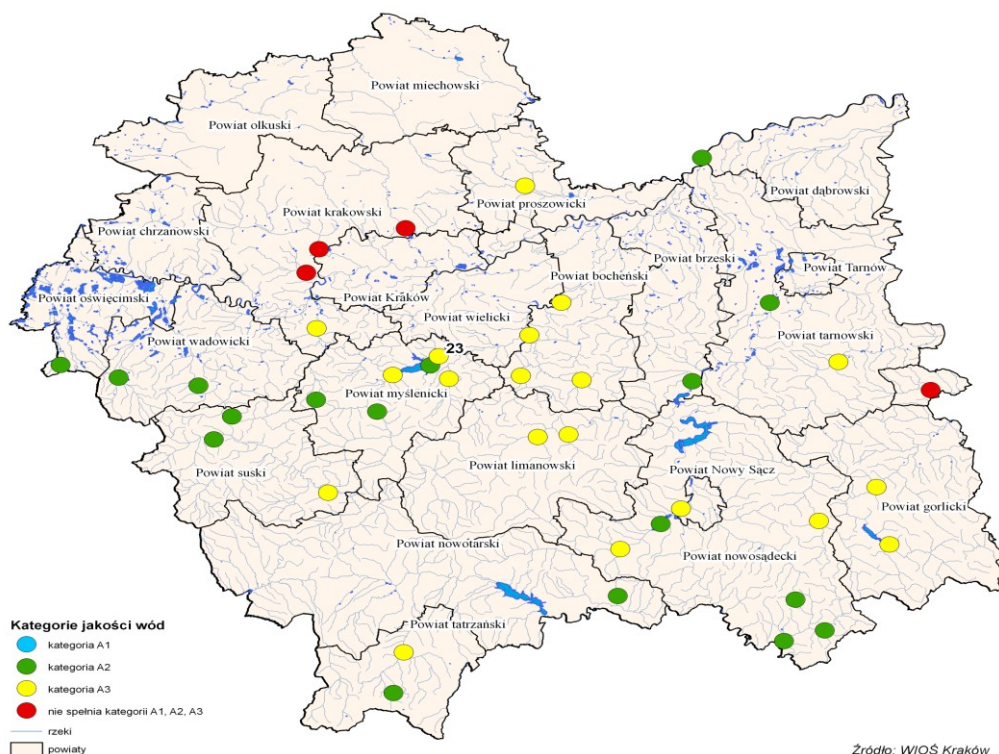 Powiat miechowski
Powiat olkuski
Powiat dąbrowski
Powiat proszowicki
Powiat krakowski
Powiat chrzanowski
Powiat brzeski
Powiat Tarnów
Powiat bocheński
Powiat oświęcimski
Powiat Kraków
Powiat wielicki
Powiat tarnowski
Powiat wadowicki
23
Powiat myślenicki
Powiat limanowski
Powiat Nowy Sącz
Powiat suski
Powiat gorlicki
Powiat nowotarski
Powiat nowosądecki
Powiat tatrzański
Kategorie jakości wód
kategoria A1
kategoria A2
kategoria A3
nie spełnia kategorii A1, A2, A3
rzeki
powiaty
Źródło: WIOŚ Kraków